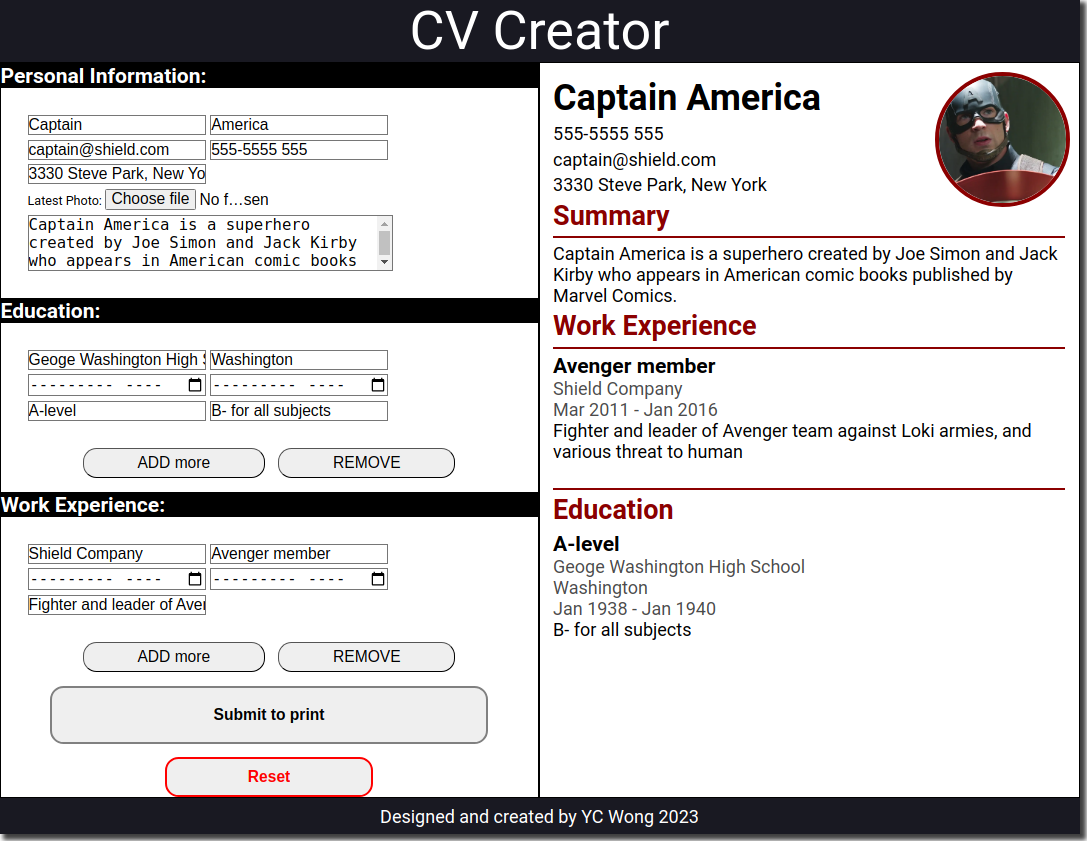 CV Creator
Personal Information:
Captain America
captain@shield.com 555-5555 555
3330 Steve Park, New Yo
Latest Photo: Choose file No f...sen
Captain America is a superhero
created by Joe Simon and Jack Kirby
who appears in American comic books
Education:
Geoge Washington High S Washington
--------- ---- --------- ----
A-level B- for all subjects
ADD more REMOVE
Work Experience:
Shield Company Avenger member
--------- ---- --------- ----
Fighter and leader of Aven
ADD more REMOVE
Submit to print
Reset
Captain America
555-5555 555
captain@shield.com
3330 Steve Park, New York
Summary
Captain America is a superhero created by Joe Simon and Jack
Kirby who appears in American comic books published by
Marvel Comics.
Work Experience
Avenger member
Shield Company
Mar 2011 - Jan 2016
Fighter and leader of Avenger team against Loki armies, and
various threat to human
Education
A-level
Geoge Washington High School
Washington
Jan 1938 - Jan 1940
B- for all subjects
Designed and created by YC Wong 2023